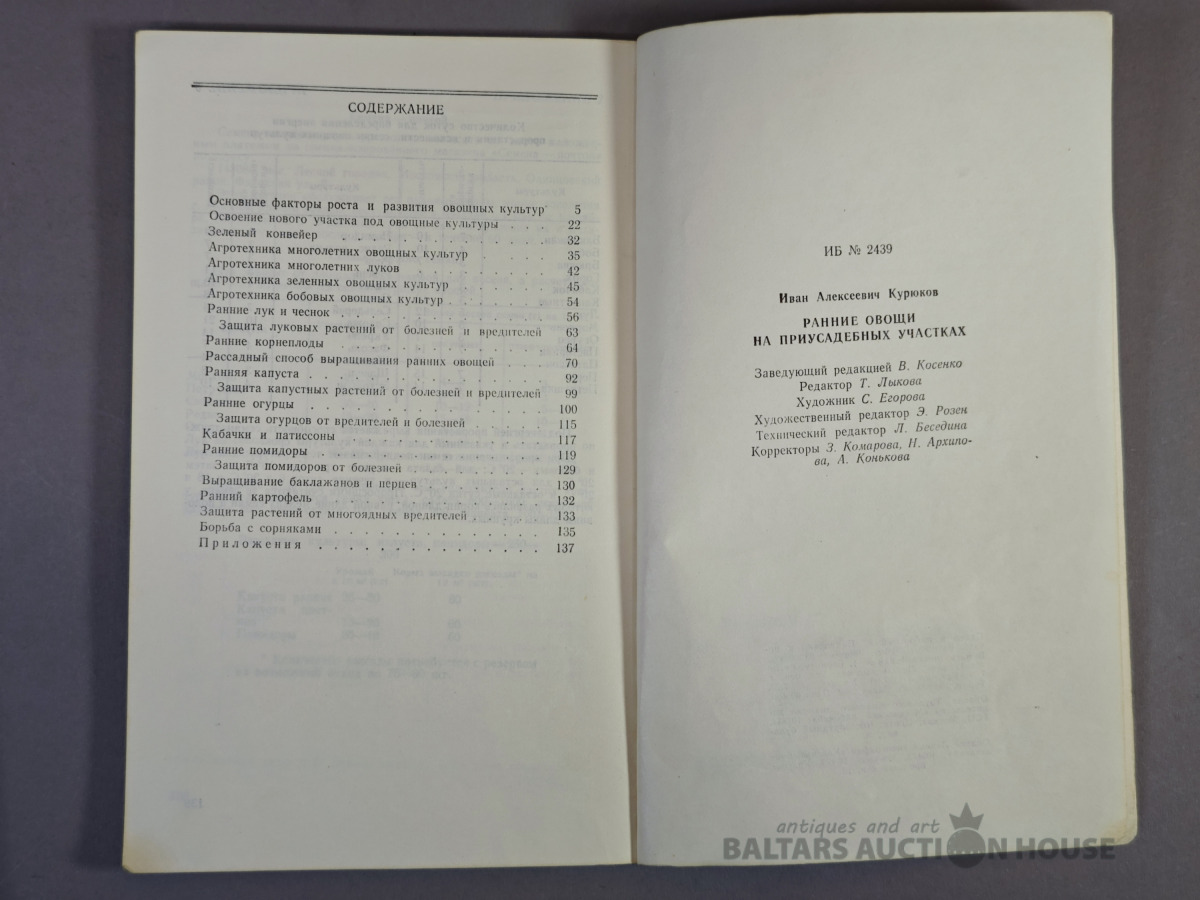 СОДЕРЖАНИЕ
Основные факторы роста и развития овощных культур 5
Освоение нового участка под овощные культуры . . . 22
Зеленый конвейер . . . . . . . . . . . . 32
Агротехника многолетних овощных культур . . . . 35
Агротехника многолетних луков . . . . . . . 42
Агротехника зеленных овощных культур . . . . . 45
Агротехника бобовых овощных культур . . . . . 54
Ранние лук и чеснок . . . . . . . . . . . 56
Защита луковых растений от болезней и вредителей 63
Ранние корнеплоды . . . . . . . . . . . 64
Рассадный способ выращивания ранних овощей . . . 70
Ранняя капуста . . . . . . . . . . . . . 92
Защита капустных растений от болезней и вредителей 99
Ранние огурцы . . . . . . . . . . . . . 100
Защита огурцов от вредителей и болезней . . . . 115
Кабачки и патиссоны . . . . . . . . . . 117
Ранние помидоры . . . . . . . . . . . . 119
Защита помидоров от болезней . . . . . . . 129
Выращивание баклажанов и перцев . . . . . . 130
Ранний картофель . . . . . . . . . . . . 132
Защита растений от многоядных вредителей . . . . 133
Борьба с сорняками . . . . . . . . . . . 135
Приложения . . . . . . . . . . . . 137
ИБ № 2439
Иван Алексеевич Курюков
РАННИЕ ОВОЩИ
НА ПРИУСАДЕБНЫХ УЧАСТКАХ
Заведующий редакцией В. Косенко
Редактор Т. Лыкова
Художник С. Егорова
Художественный редактор Э. Розен
Технический редактор Л. Беседина
Корректоры З. Комарова, Н. Архипо-
ва, А. Конькова
antiques and art
BALTARS AUCTION HOUSE